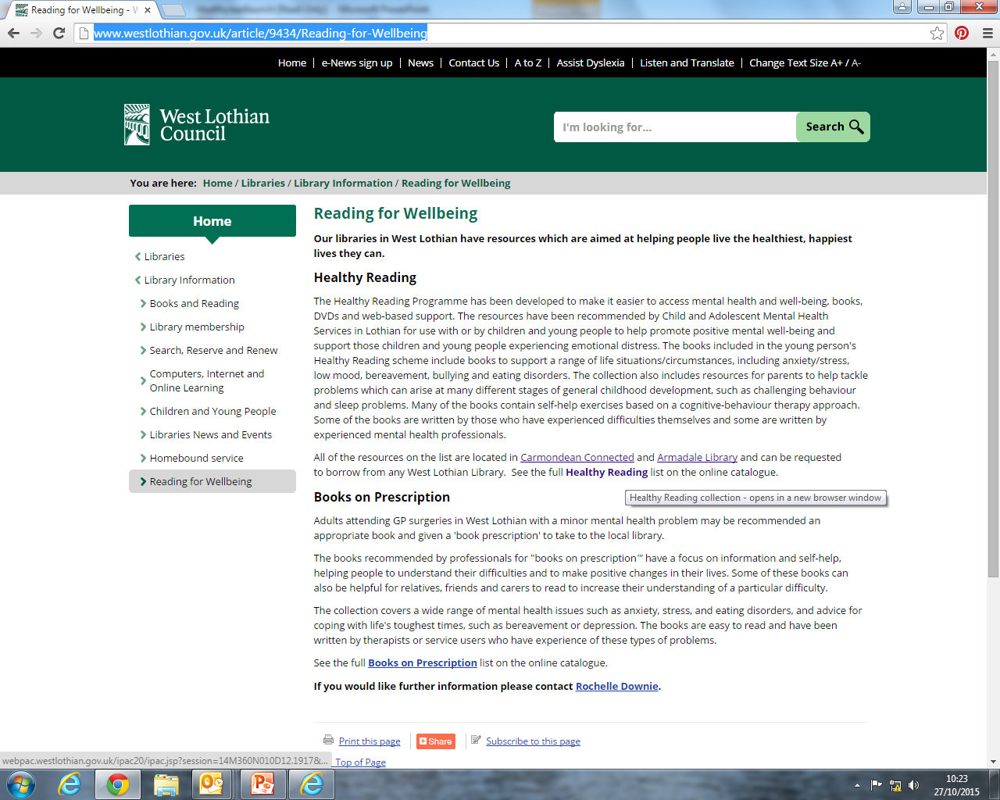 Reading for Wellbeing - W
www.westlothian.gov.uk/article/9434/Reading-for-Wellbeing
Home e-News sign up News Contact Us A to Z Assist Dyslexia Listen and Translate Change Text Size A+ / A-
West Lothian
Council
I'm looking for...
Search
You are here: Home / Libraries / Library Information / Reading for Wellbeing
Home
Libraries
Library Information
Books and Reading
Library membership
Search, Reserve and Renew
Computers, Internet and
Online Learning
Children and Young People
Libraries News and Events
Homebound service
Reading for Wellbeing
Reading for Wellbeing
Our libraries in West Lothian have resources which are aimed at helping people live the healthiest, happiest
lives they can.
Healthy Reading
The Healthy Reading Programme has been developed to make it easier to access mental health and well-being, books,
DVDs and web-based support. The resources have been recommended by Child and Adolescent Mental Health
Services in Lothian for use with or by children and young people to help promote positive mental well-being and
support those children and young people experiencing emotional distress. The books included in the young person's
Healthy Reading scheme include books to support a range of life situations/circumstances, including anxiety/stress,
low mood, bereavement, bullying and eating disorders. The collection also includes resources for parents to help tackle
problems which can arise at many different stages of general childhood development, such as challenging behaviour
and sleep problems. Many of the books contain self-help exercises based on a cognitive-behaviour therapy approach.
Some of the books are written by those who have experienced difficulties themselves and some are written by
experienced mental health professionals.
All of the resources on the list are located in Carmondean Connected and Armadale Library and can be requested
to borrow from any West Lothian Library. See the full Healthy Reading list on the online catalogue.
Healthy Reading collection - opens in a new browser window
Books on Prescription
Adults attending GP surgeries in West Lothian with a minor mental health problem may be recommended an
appropriate book and given a 'book prescription' to take to the local library.
The books recommended by professionals for "books on prescription'" have a focus on information and self-help,
helping people to understand their difficulties and to make positive changes in their lives. Some of these books can
also be helpful for relatives, friends and carers to read to increase their understanding of a particular difficulty.
The collection covers a wide range of mental health issues such as anxiety, stress, and eating disorders, and advice for
coping with life's toughest times, such as bereavement or depression. The books are easy to read and have been
written by therapists or service users who have experience of these types of problems.
See the full Books on Prescription list on the online catalogue.
If you would like further information please contact Rochelle Downie.
Print this page Share Subscribe to this page
webpac.westlothian.gov.uk/ipac20/ipac.jsp?session=14M360N010D12.1917&... Top of Page
10:23
27/10/2015